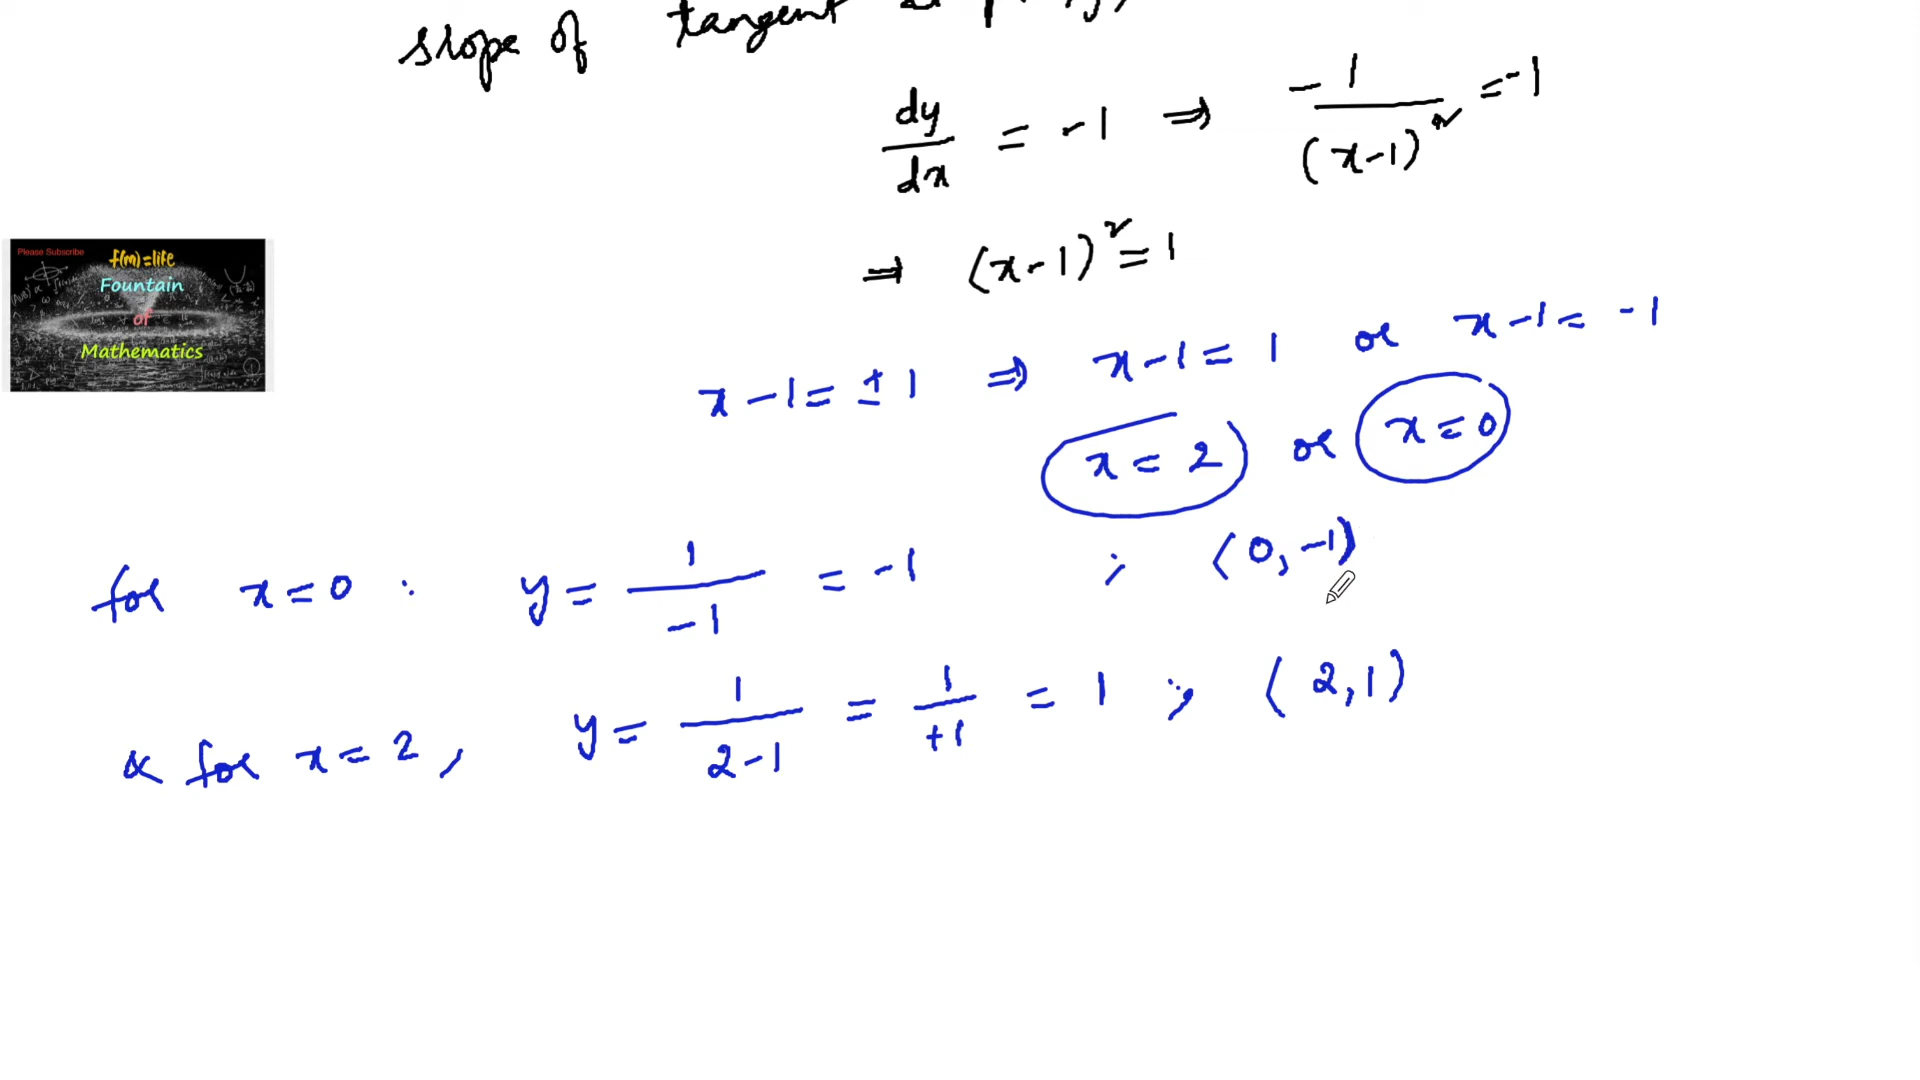 slope of tangent
dy/dx = -1 ⇒ -1/(x-1)² = -1
⇒ (x-1)² = 1
Please Subscribe
f(m)=life
Fountain
of
Mathematics
x-1 = ±1 ⇒ x-1 = 1 or x-1 = -1
x = 2 or x = 0
for x=0 : y = 1/-1 = -1 ; (0, -1)
& for x = 2, y = 1/2-1 = 1/+1 = 1 ; (2,1)